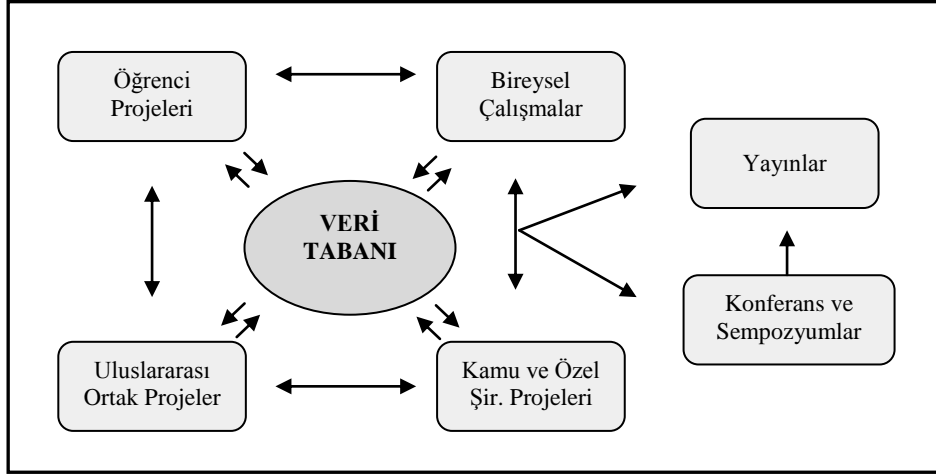 Öğrenci
Projeleri
Bireysel
Çalışmalar
Yayınlar
VERİ
TABANI
Konferans ve
Sempozyumlar
Uluslararası
Ortak Projeler
Kamu ve Özel
Şir. Projeleri